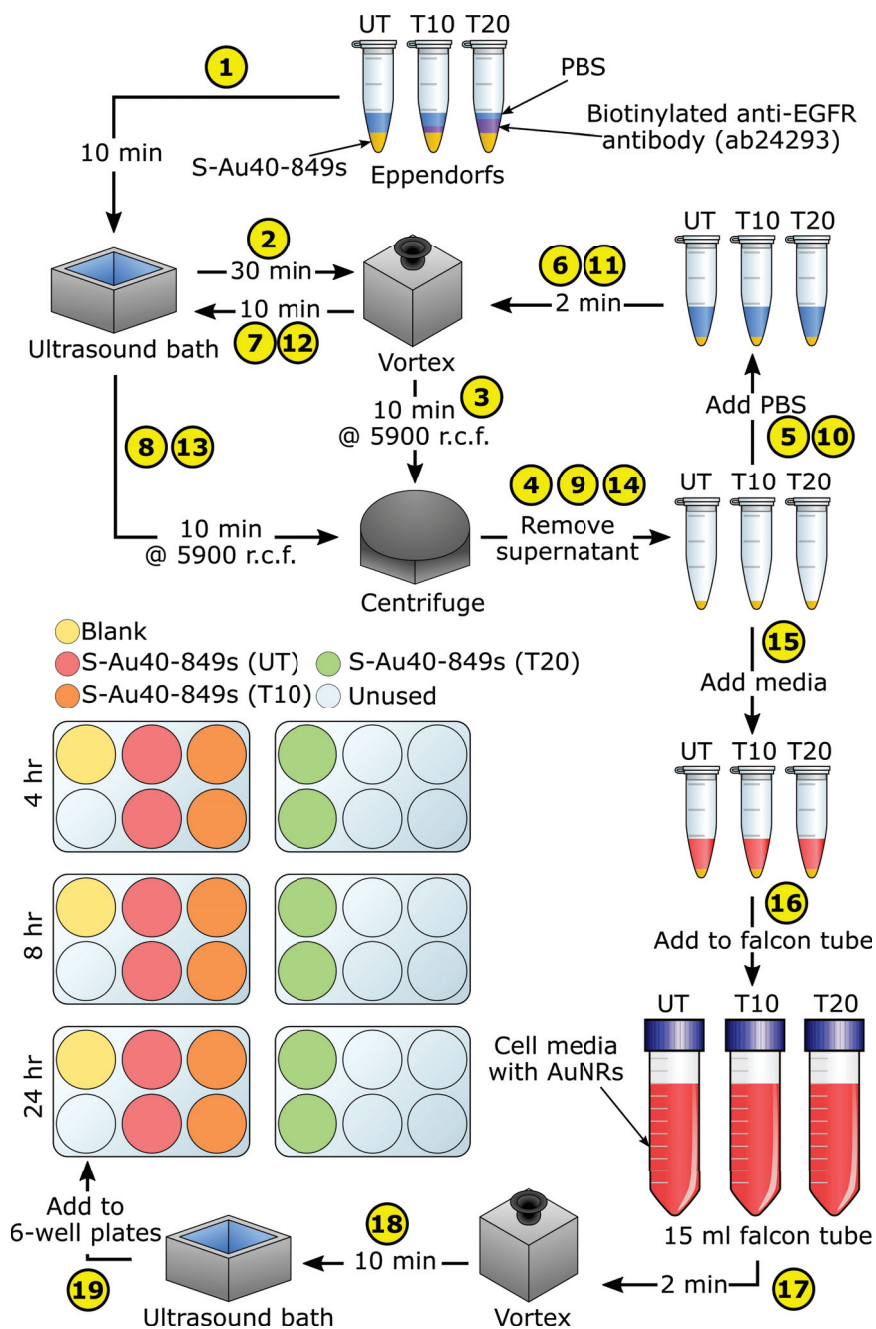 UT T10 T20
1
PBS
Biotinylated anti-EGFR
antibody (ab24293)
10 min
S-Au40-849s
Eppendorfs
2
30 min
10 min
7 12
Ultrasound bath
Vortex
6 11
2 min
UT T10 T20
3
10 min
@ 5900 r.c.f.
Add PBS
5 10
8 13
10 min
@ 5900 r.c.f.
4 9 14
Remove
supernatant
UT T10 T20
Centrifuge
15
Add media
Blank
S-Au40-849s (UT)
S-Au40-849s (T20)
S-Au40-849s (T10)
Unused
4 hr
8 hr
24 hr
UT T10 T20
16
Add to falcon tube
UT T10 T20
Cell media
with AuNRs
15 ml falcon tube
17
2 min
Vortex
18
10 min
Ultrasound bath
Add to
6-well plates
19